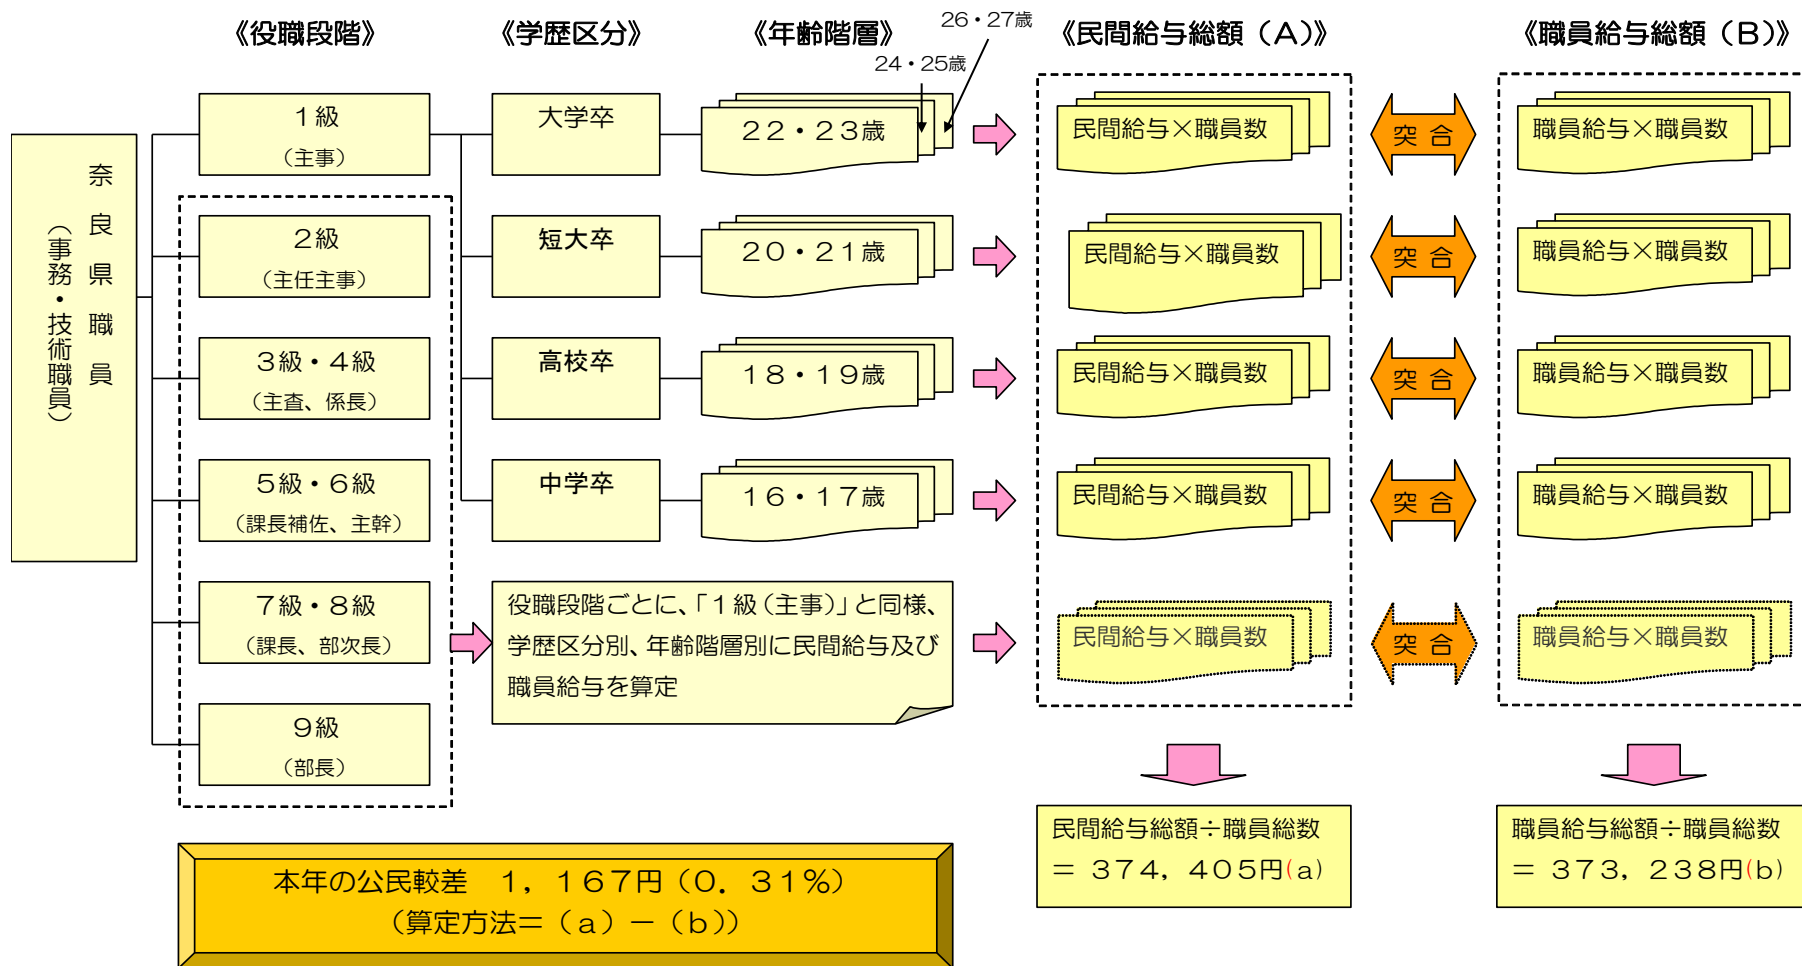 《役職段階》
《学歴区分》
《年齢階層》
24・25歳
26・27歳
《民間給与総額（A）》
《職員給与総額（B）》
奈良県職員
（事務・技術職員）
１級
（主事）
２級
（主任主事）
３級・４級
（主査、係長）
５級・６級
（課長補佐、主幹）
７級・８級
（課長、部次長）
９級
（部長）
大学卒
短大卒
高校卒
中学卒
２２・２３歳
２０・２１歳
１８・１９歳
１６・１７歳
役職段階ごとに、「１級（主事）」と同様、
学歴区分別、年齢階層別に民間給与及び
職員給与を算定
民間給与×職員数
突合
職員給与×職員数
民間給与×職員数
突合
職員給与×職員数
民間給与×職員数
突合
職員給与×職員数
民間給与×職員数
突合
職員給与×職員数
民間給与×職員数
突合
職員給与×職員数
民間給与総額÷職員総数
＝ ３７４，４０５円(a)
職員給与総額÷職員総数
＝ ３７３，２３８円(b)
本年の公民較差　１，１６７円（０．３１%）
（算定方法＝（ａ）－（ｂ））